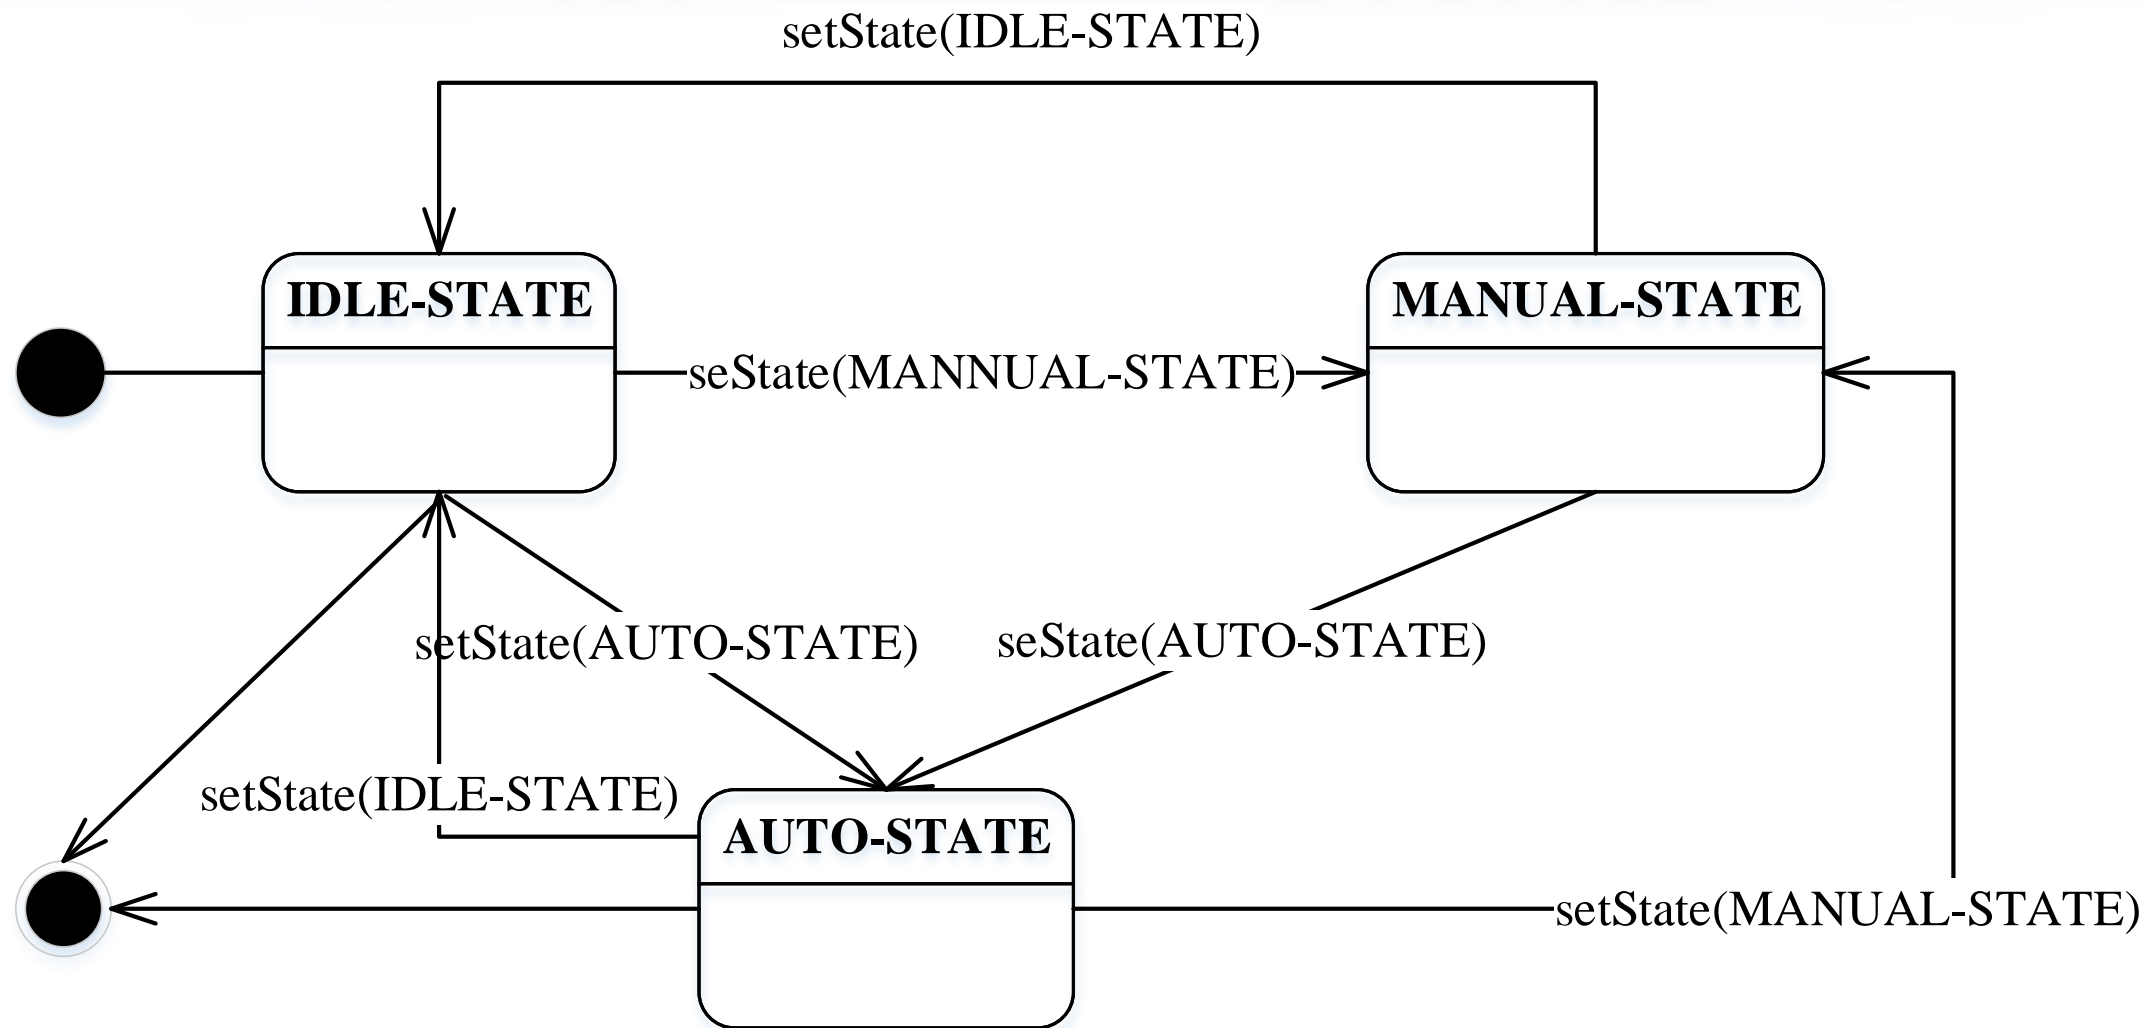 setState(IDLE-STATE)
IDLE-STATE
MANUAL-STATE
seState(MANNUAL-STATE)
setState(AUTO-STATE)
seState(AUTO-STATE)
setState(IDLE-STATE)
AUTO-STATE
setState(MANUAL-STATE)